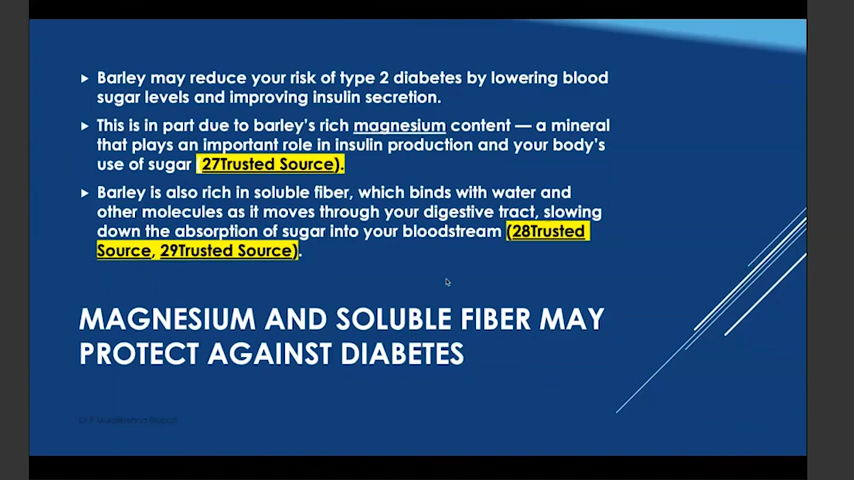 Barley may reduce your risk of type 2 diabetes by lowering blood
sugar levels and improving insulin secretion.
This is in part due to barley's rich magnesium content — a mineral
that plays an important role in insulin production and your body's
use of sugar 27Trusted Source).
Barley is also rich in soluble fiber, which binds with water and
other molecules as it moves through your digestive tract, slowing
down the absorption of sugar into your bloodstream (28Trusted
Source, 29Trusted Source).
MAGNESIUM AND SOLUBLE FIBER MAY
PROTECT AGAINST DIABETES